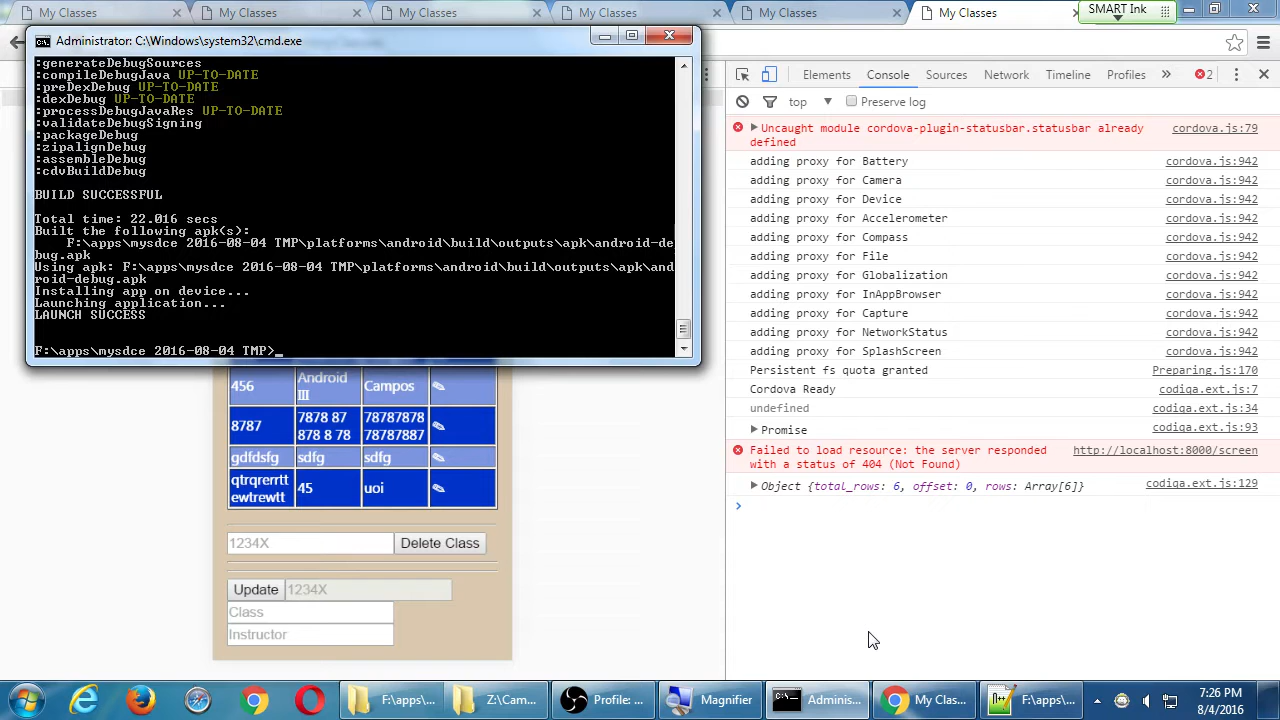 My Classes
My Classes
My Classes
My Classes
My Classes
My Classes
SMART Ink
Administrator: C:\Windows\system32\cmd.exe
:generateDebugSources
:compileDebugJava UP-TO-DATE
:preDexDebug UP-TO-DATE
:dexDebug UP-TO-DATE
:processDebugJavaRes UP-TO-DATE
:validateDebugSigning
:packageDebug
:zipalignDebug
:assembleDebug
:cdvBuildDebug
BUILD SUCCESSFUL
Total time: 22.016 secs
Built the following apk(s):
F:\apps\mysdce 2016-08-04 TMP\platforms\android\build\outputs\apk\android-de
bug.apk
Using apk: F:\apps\mysdce 2016-08-04 TMP\platforms\android\build\outputs\apk\and
roid-debug.apk
Installing app on device...
Launching application...
LAUNCH SUCCESS
F:\apps\mysdce 2016-08-04 TMP>_
456 Android III Campos
8787 7878 87 878 8 78 78787878 78787887
gdfdsfg sdfg sdfg
qtrqrerrtt ewtrewtt 45 uoi
1234X Delete Class
Update 1234X
Class
Instructor
Elements Console Sources Network Timeline Profiles » 2
top Preserve log
Uncaught module cordova-plugin-statusbar.statusbar already defined cordova.js:79
adding proxy for Battery cordova.js:942
adding proxy for Camera cordova.js:942
adding proxy for Device cordova.js:942
adding proxy for Accelerometer cordova.js:942
adding proxy for Compass cordova.js:942
adding proxy for File cordova.js:942
adding proxy for Globalization cordova.js:942
adding proxy for InAppBrowser cordova.js:942
adding proxy for Capture cordova.js:942
adding proxy for NetworkStatus cordova.js:942
adding proxy for SplashScreen cordova.js:942
Persistent fs quota granted Preparing.js:170
Cordova Ready codiqa.ext.js:7
undefined codiqa.ext.js:34
Promise codiqa.ext.js:93
Failed to load resource: the server responded with a status of 404 (Not Found) http://localhost:8000/screen
Object {total_rows: 6, offset: 0, rows: Array[6]} codiqa.ext.js:129
F:\apps\... Z:\Cam... Profile: ... Magnifier Adminis... My Clas... F:\apps\...
7:26 PM
8/4/2016